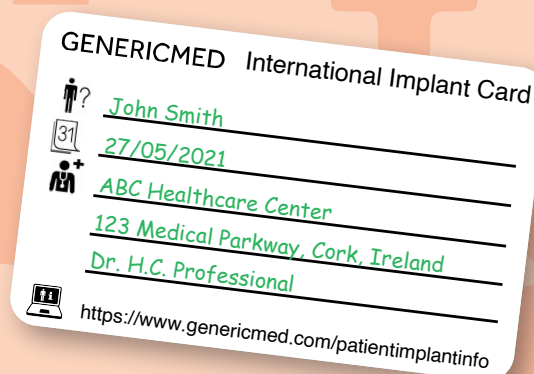 GENERICMED International Implant Card
?
John Smith
31
27/05/2021
ABC Healthcare Center
123 Medical Parkway, Cork, Ireland
Dr. H.C. Professional
https://www.genericmed.com/patientimplantinfo